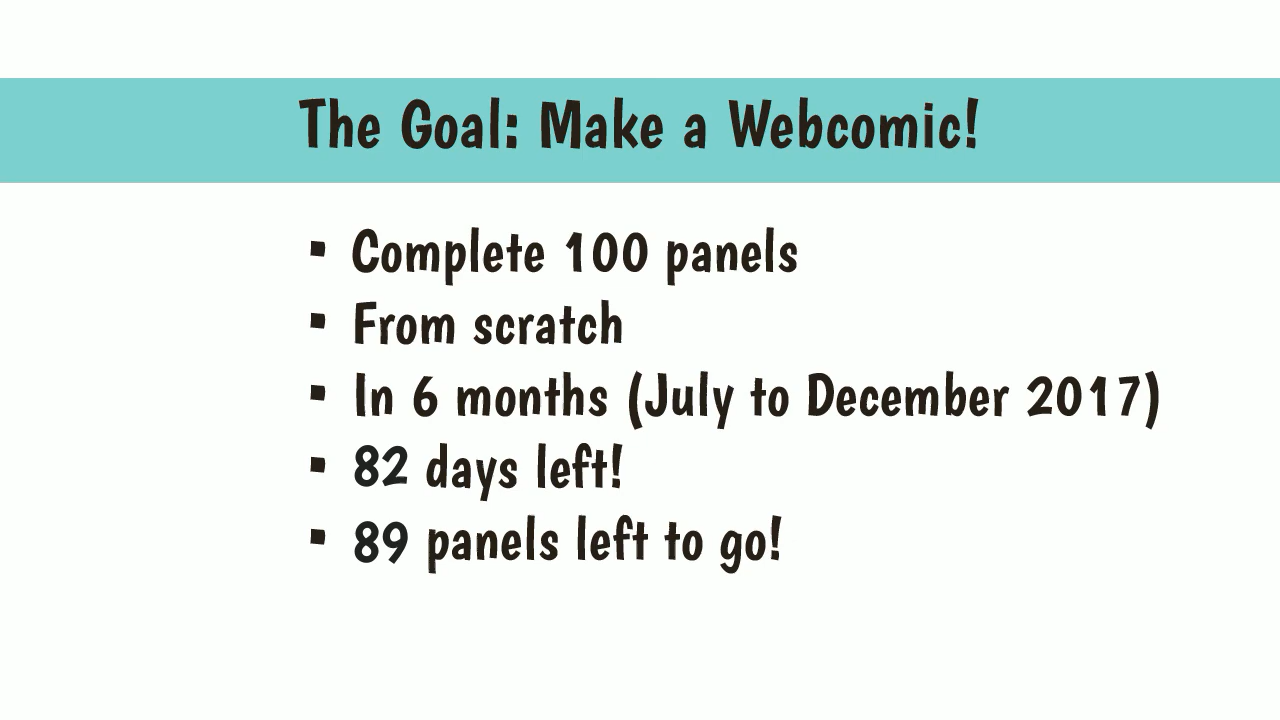 The Goal: Make a Webcomic!
▪ Complete 100 panels
▪ From scratch
▪ In 6 months (July to December 2017)
▪ 82 days left!
▪ 89 panels left to go!